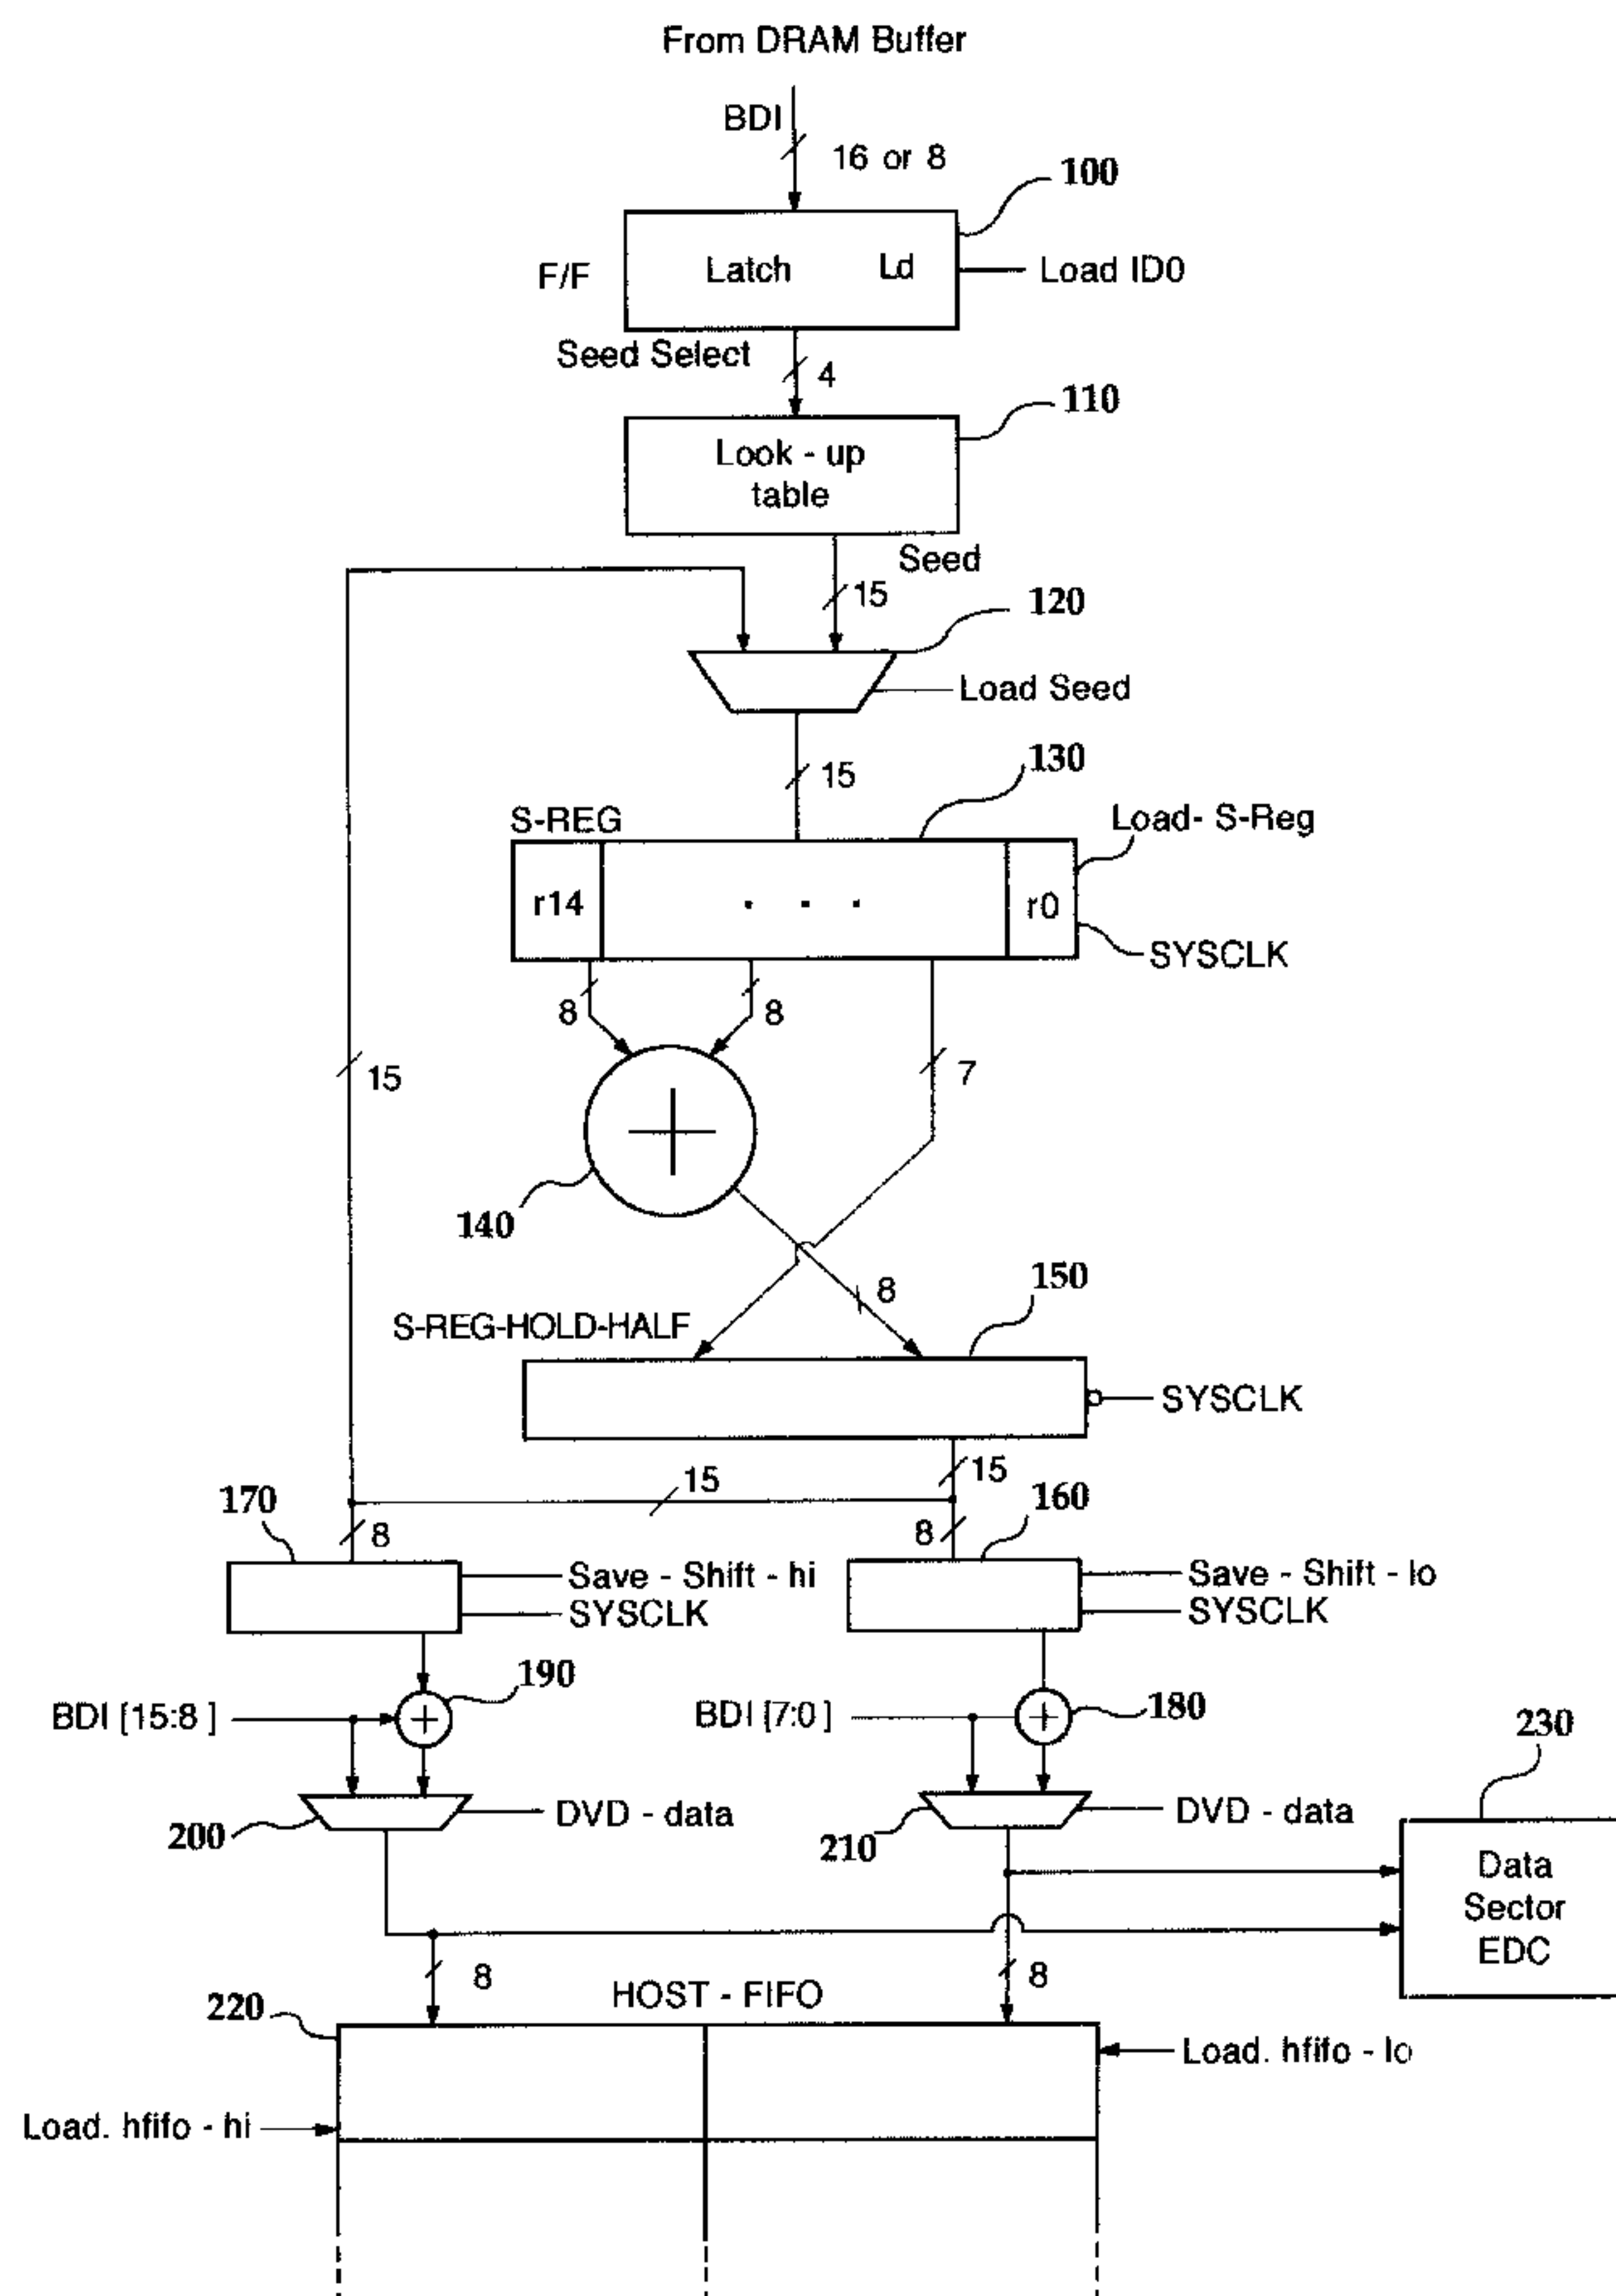 From DRAM Buffer
BDI
16 or 8
100
F/F
Latch
Ld
Load ID0
Seed Select
4
110
Look - up
table
Seed
15
120
Load Seed
15
130
S-REG
Load- S-Reg
r14
. . .
r0
SYSCLK
8
8
15
7
140
8
150
S-REG-HOLD-HALF
SYSCLK
15
15
170
8
8
160
Save - Shift - hi
SYSCLK
Save - Shift - lo
SYSCLK
190
BDI [15:8 ]
BDI [7:0 ]
180
230
200
DVD - data
210
DVD - data
Data
Sector
EDC
8
8
HOST - FIFO
220
Load. hfifo - lo
Load. hfifo - hi